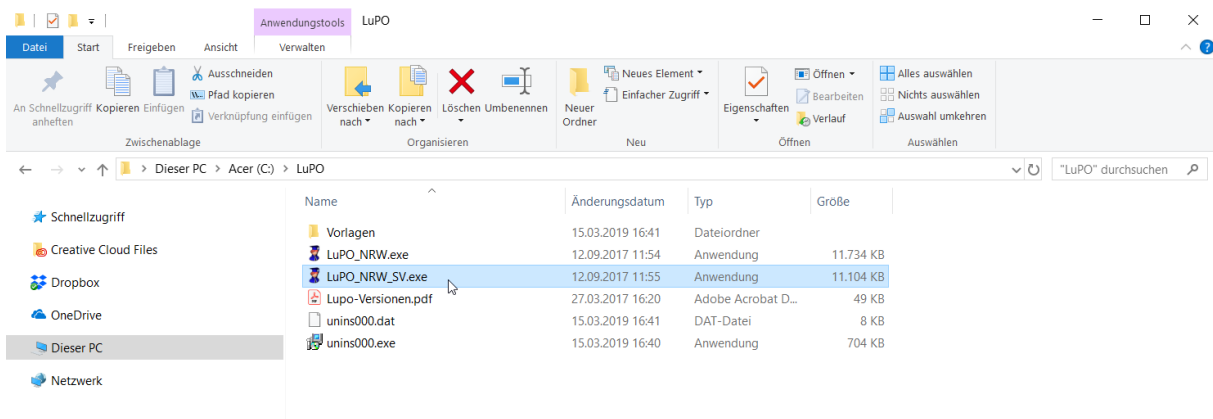 Anwendungstools LuPO
Datei Start Freigeben Ansicht Verwalten
An Schnellzugriff anheften
Kopieren
Einfügen
Ausschneiden
Pfad kopieren
Verknüpfung einfügen
Zwischenablage
Verschieben nach
Kopieren nach
Löschen
Umbenennen
Organisieren
Neuer Ordner
Neues Element
Einfacher Zugriff
Neu
Eigenschaften
Öffnen
Bearbeiten
Verlauf
Öffnen
Alles auswählen
Nichts auswählen
Auswahl umkehren
Auswählen
Dieser PC > Acer (C:) > LuPO
"LuPO" durchsuchen
Schnellzugriff
Creative Cloud Files
Dropbox
OneDrive
Dieser PC
Netzwerk
Name Änderungsdatum Typ Größe
Vorlagen 15.03.2019 16:41 Dateiordner
LuPO_NRW.exe 12.09.2017 11:54 Anwendung 11.734 KB
LuPO_NRW_SV.exe 12.09.2017 11:55 Anwendung 11.104 KB
Lupo-Versionen.pdf 27.03.2017 16:20 Adobe Acrobat D... 49 KB
unins000.dat 15.03.2019 16:41 DAT-Datei 8 KB
unins000.exe 15.03.2019 16:40 Anwendung 704 KB